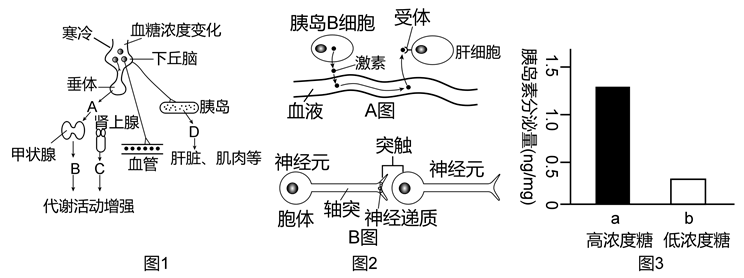 寒冷
血糖浓度变化
下丘脑
垂体
A
肾上腺
胰岛
甲状腺
D
B
C
血管
肝脏、肌肉等
代谢活动增强
图1
胰岛B细胞
受体
肝细胞
激素
血液
A图
突触
神经元
神经元
胞体
轴突
神经递质
B图
图2
胰岛素分泌量(ng/mg)
1.5
1.0
0.5
0
a
b
高浓度糖
低浓度糖
图3